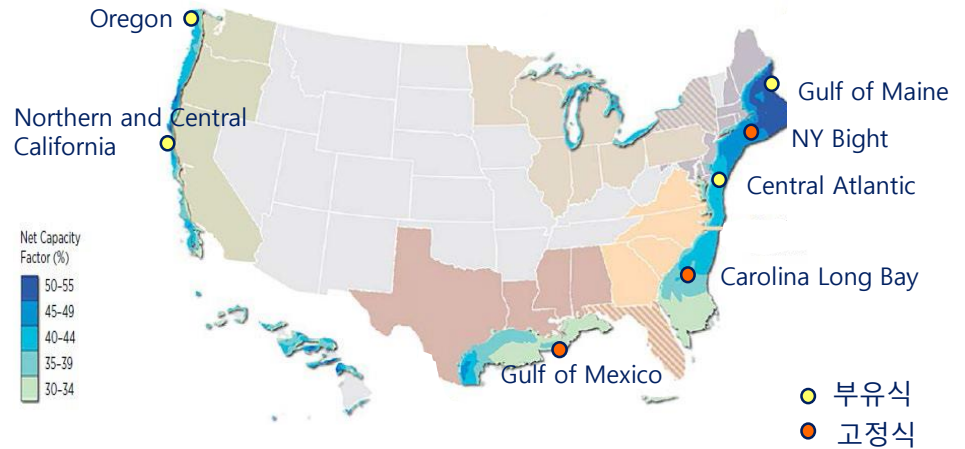 Oregon
Northern and Central
California
Gulf of Maine
NY Bight
Central Atlantic
Carolina Long Bay
Gulf of Mexico
Net Capacity
Factor (%)
50-55
45-49
40-44
35-39
30-34
부유식
고정식